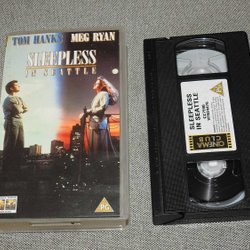 TOM HANKS MEG RYAN
SLEEPLESS
IN SEATTLE
PG
SLEEPLESS
IN SEATTLE
CINEMA
CLUB